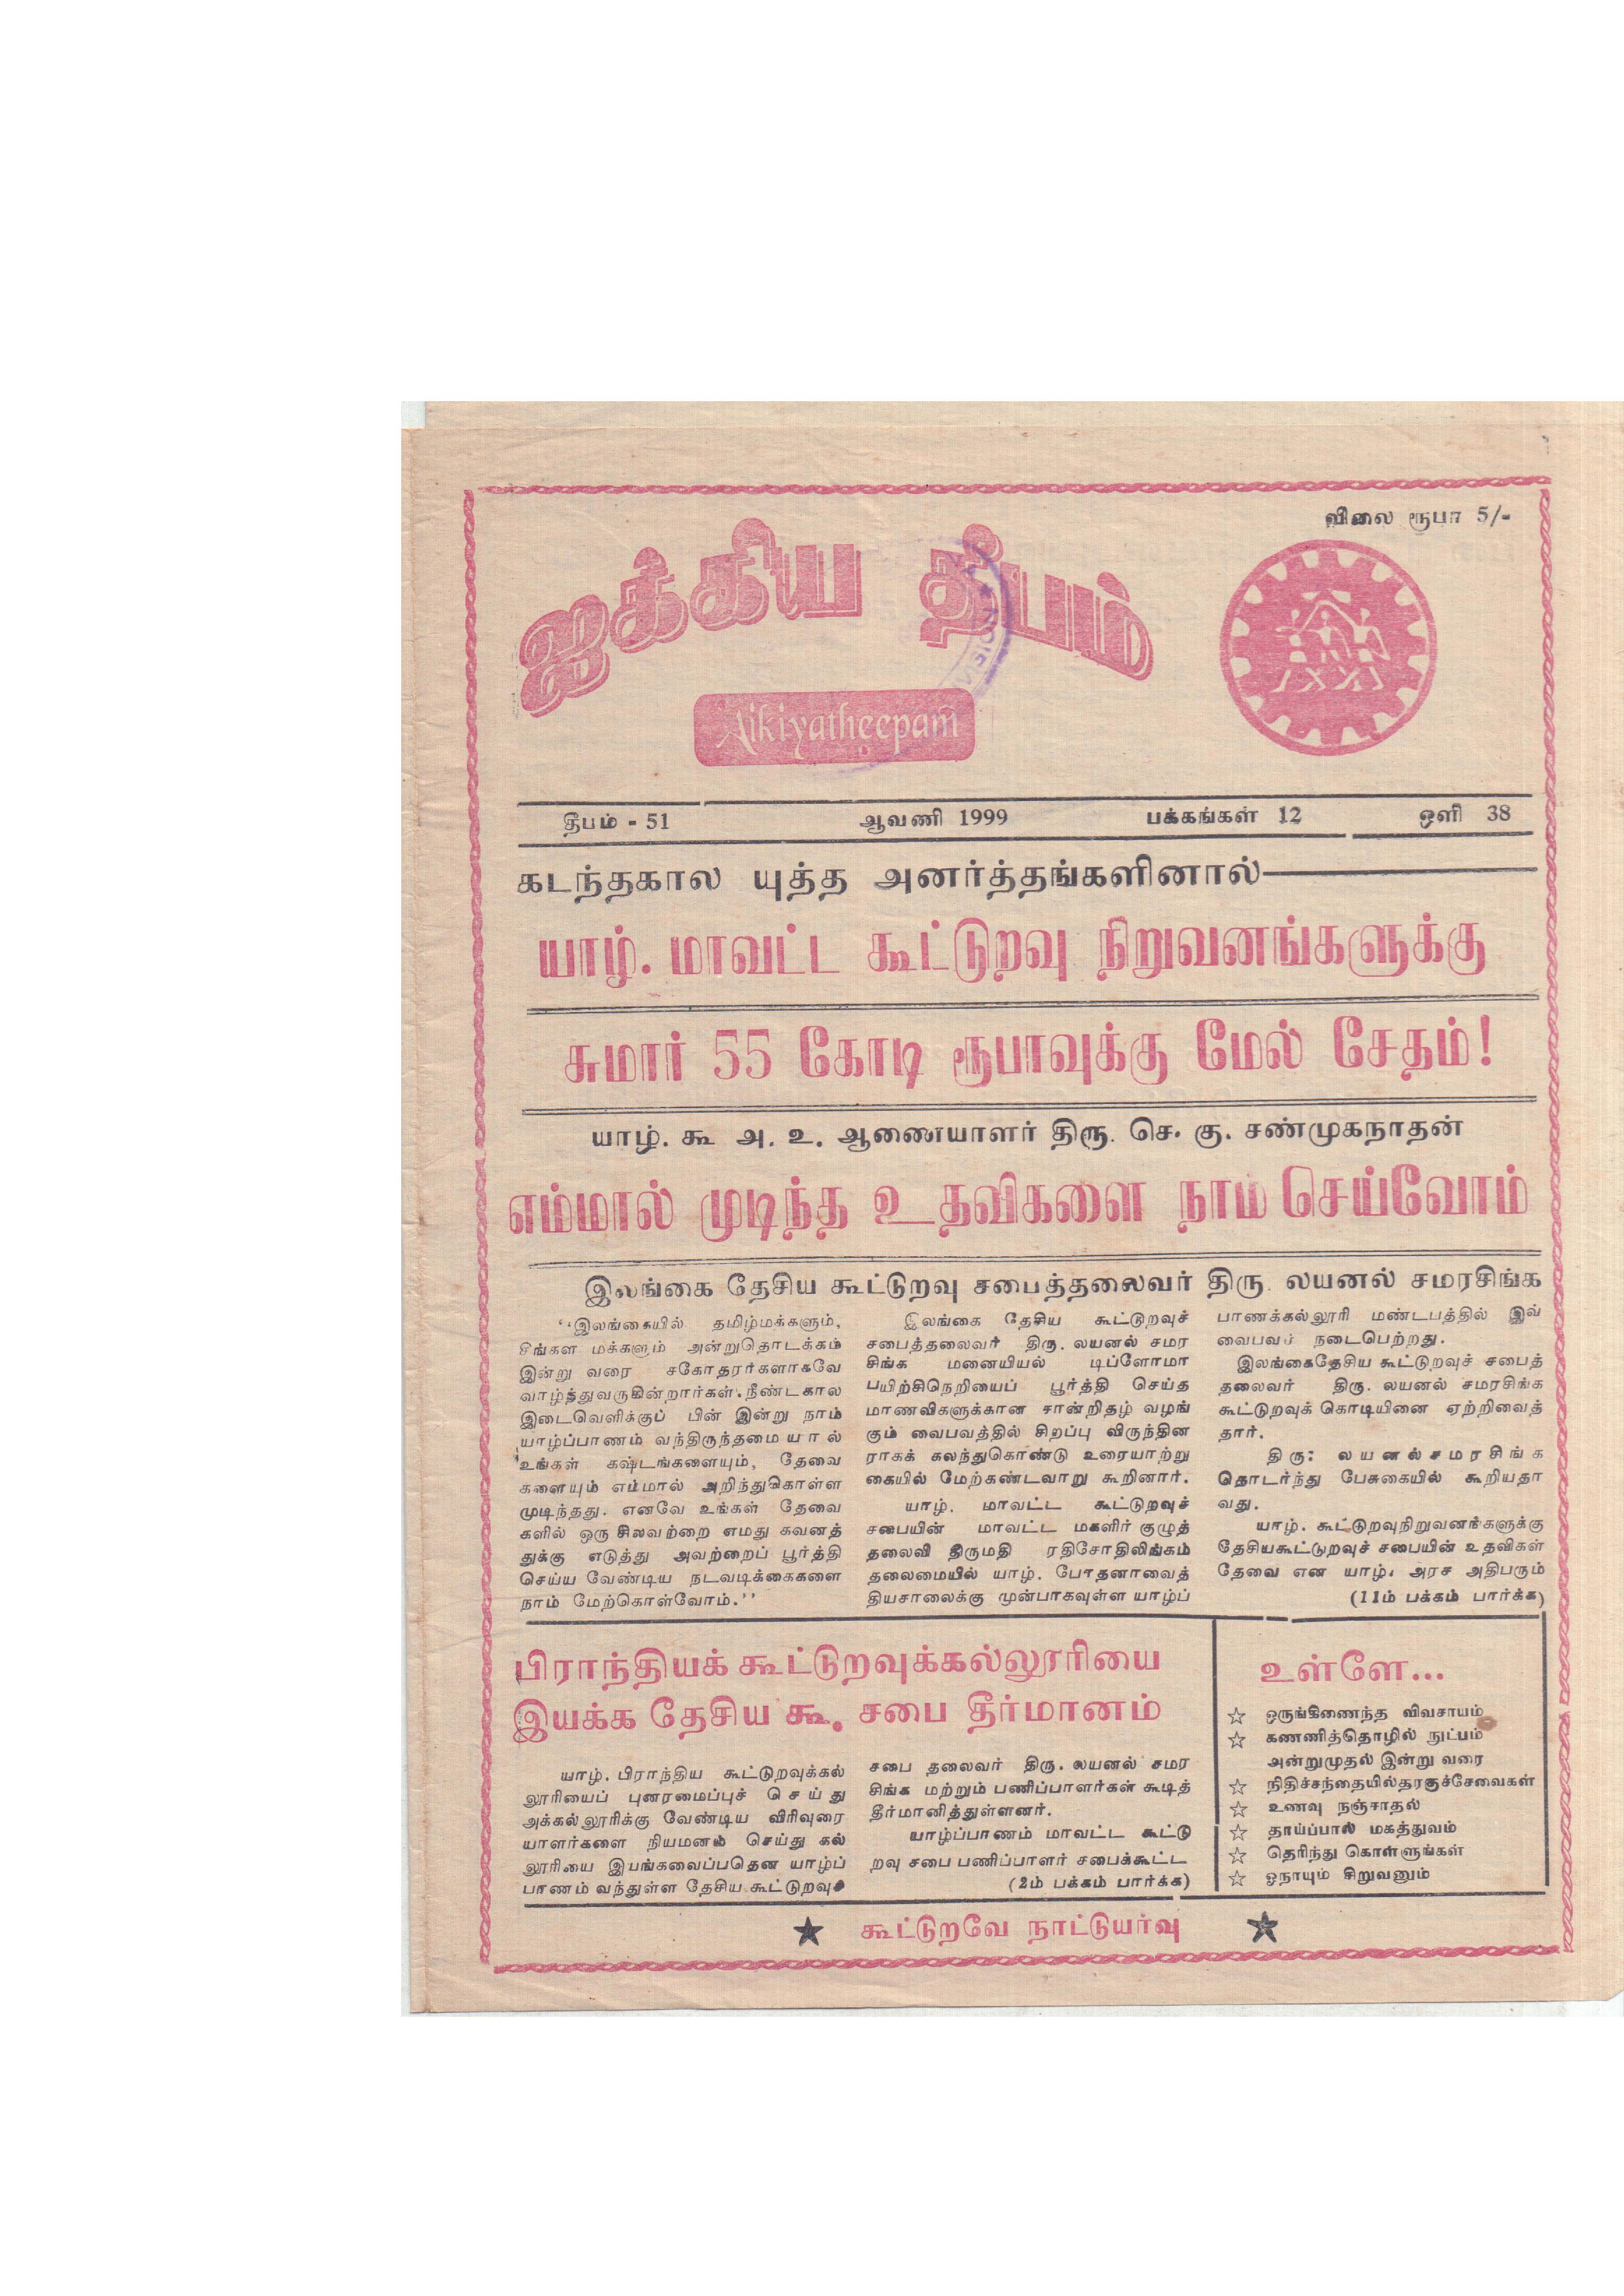 விலை ரூபா 5/-
ஐக்கிய தீபம்
Aikiyatheepam
தீபம் - 51 ஆவணி 1999 பக்கங்கள் 12 ஒளி 38
கடந்தகால யுத்த அனர்த்தங்களினால்
யாழ். மாவட்ட கூட்டுறவு நிறுவனங்களுக்கு
சுமார் 55 கோடி ரூபாவுக்கு மேல் சேதம்!
யாழ். கூ அ. உ. ஆணையாளர் திரு. செ. கு. சண்முகநாதன்
எம்மால் முடிந்த உதவிகளை நாம் செய்வோம்
இலங்கை தேசிய கூட்டுறவு சபைத்தலைவர் திரு. லயனல் சமரசிங்க
‘‘இலங்கையில் தமிழ்மக்களும்,
சிங்கள மக்களும் அன்றுதொடக்கம்
இன்று வரை சகோதரர்களாகவே
வாழ்ந்துவருகின்றார்கள். நீண்டகால
இடைவெளிக்குப் பின் இன்று நாம்
யாழ்ப்பாணம் வந்திருந்தமை யால்
உங்கள் கஷ்டங்களையும், தேவை
களையும் எம்மால் அறிந்துகொள்ள
முடிந்தது. எனவே உங்கள் தேவை
களில் ஒரு சிலவற்றை எமது கவனத்
துக்கு எடுத்து அவற்றைப் பூர்த்தி
செய்ய வேண்டிய நடவடிக்கைகளை
நாம் மேற்கொள்வோம்.’’
இலங்கை தேசிய கூட்டுறவுச்
சபைத்தலைவர் திரு. லயனல் சமர
சிங்க மனையியல் டிப்ளோமா
பயிற்சிநெறியைப் பூர்த்தி செய்த
மாணவிகளுக்கான சான்றிதழ் வழங்
கும் வைபவத்தில் சிறப்பு விருந்தின
ராகக் கலந்துகொண்டு உரையாற்று
கையில் மேற்கண்டவாறு கூறினார்.
யாழ். மாவட்ட கூட்டுறவுச்
சபையின் மாவட்ட மகளிர் குழுத்
தலைவி திருமதி ரதிசோதிலிங்கம்
தலைமையில் யாழ். போதனாவைத்
தியசாலைக்கு முன்பாகவுள்ள யாழ்ப்
பாணக்கல்லூரி மண்டபத்தில் இவ்
வைபவம் நடைபெற்றது.
இலங்கைதேசிய கூட்டுறவுச் சபைத்
தலைவர் திரு. லயனல் சமரசிங்க
கூட்டுறவுக் கொடியினை ஏற்றிவைத்
தார்.
திரு: லயனல்சமரசிங்க
தொடர்ந்து பேசுகையில் கூறியதா
வது.
யாழ். கூட்டுறவுநிறுவனங்களுக்கு
தேசியகூட்டுறவுச் சபையின் உதவிகள்
தேவை என யாழ். அரச அதிபரும்
(11ம் பக்கம் பார்க்க)
பிராந்தியக் கூட்டுறவுக்கல்லூரியை
இயக்க தேசிய கூ. சபை தீர்மானம்
யாழ். பிராந்திய கூட்டுறவுக்கல்
லூரியைப் புனரமைப்புச் செய்து
அக்கல்லூரிக்கு வேண்டிய விரிவுரை
யாளர்களை நியமனம் செய்து கல்
லூரியை இயங்கவைப்பதென யாழ்ப்
பாணம் வந்துள்ள தேசிய கூட்டுறவுச்
சபை தலைவர் திரு. லயனல் சமர
சிங்க மற்றும் பணிப்பாளர்கள் கூடித்
தீர்மானித்துள்ளனர்.
யாழ்ப்பாணம் மாவட்ட கூட்டு
றவு சபை பணிப்பாளர் சபைக்கூட்ட
(2ம் பக்கம் பார்க்க)
உள்ளே...
☆ ஒருங்கிணைந்த விவசாயம்
☆ கணணித்தொழில் நுட்பம்
அன்றுமுதல் இன்று வரை
☆ நிதிச்சந்தையில்தரகுச்சேவைகள்
☆ உணவு நஞ்சாதல்
☆ தாய்ப்பால் மகத்துவம்
☆ தெரிந்து கொள்ளுங்கள்
☆ ஓநாயும் சிறுவனும்
★ கூட்டுறவே நாட்டுயர்வு ★